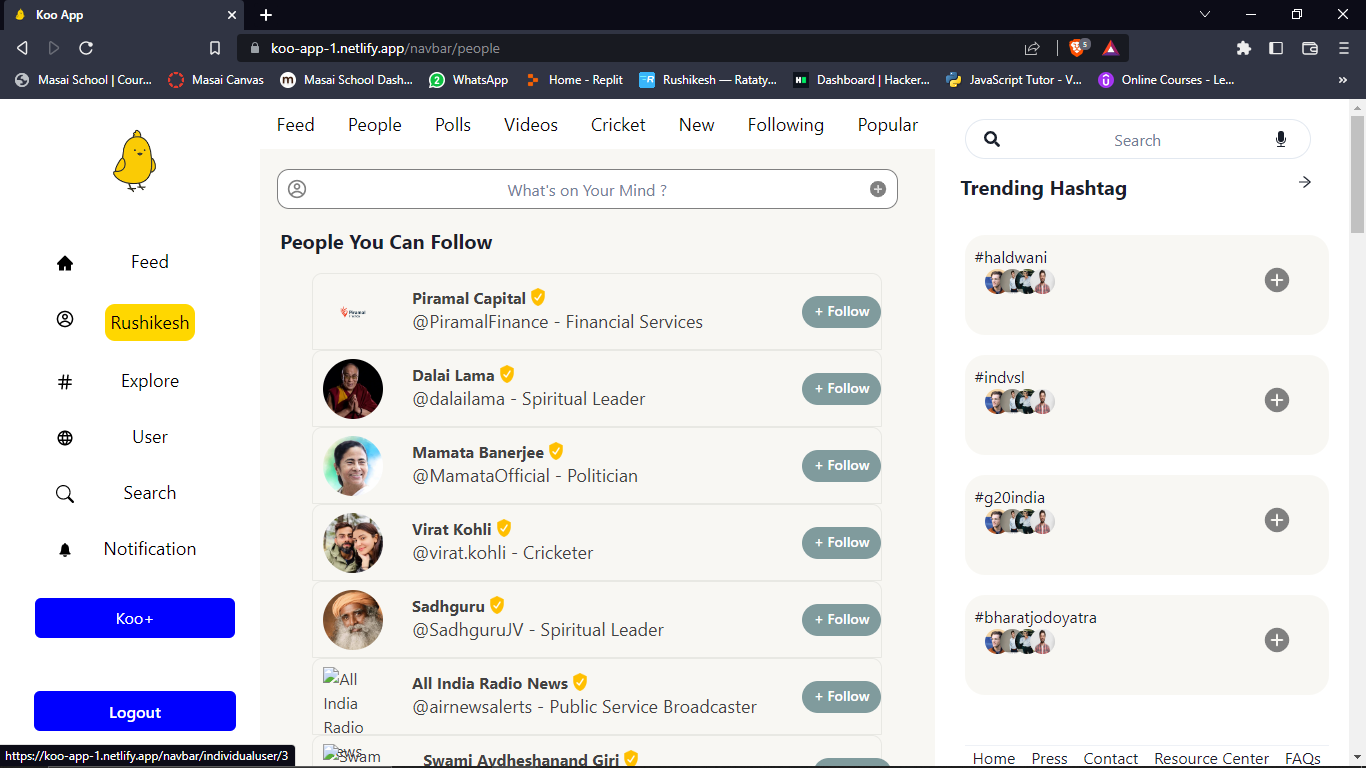 Koo App
koo-app-1.netlify.app/navbar/people
5
Masai School | Cour...
Masai Canvas
Masai School Dash...
WhatsApp
Home - Replit
Rushikesh — Rataty...
Dashboard | Hacker...
JavaScript Tutor - V...
Online Courses - Le...
Feed
People
Polls
Videos
Cricket
New
Following
Popular
Feed
Rushikesh
Explore
User
Search
Notification
Koo+
Logout
What's on Your Mind ?
People You Can Follow
Piramal Capital
@PiramalFinance - Financial Services
+ Follow
Piramal
Dalai Lama
@dalailama - Spiritual Leader
+ Follow
Mamata Banerjee
@MamataOfficial - Politician
+ Follow
Virat Kohli
@virat.kohli - Cricketer
+ Follow
Sadhguru
@SadhguruJV - Spiritual Leader
+ Follow
All
India
Radio
News
All India Radio News
@airnewsalerts - Public Service Broadcaster
+ Follow
Swam
Swami Avdheshanand Giri
Search
Trending Hashtag
#haldwani
#indvsl
#g20india
#bharatjodoyatra
Home
Press
Contact
Resource Center
FAQs
https://koo-app-1.netlify.app/navbar/individualuser/3